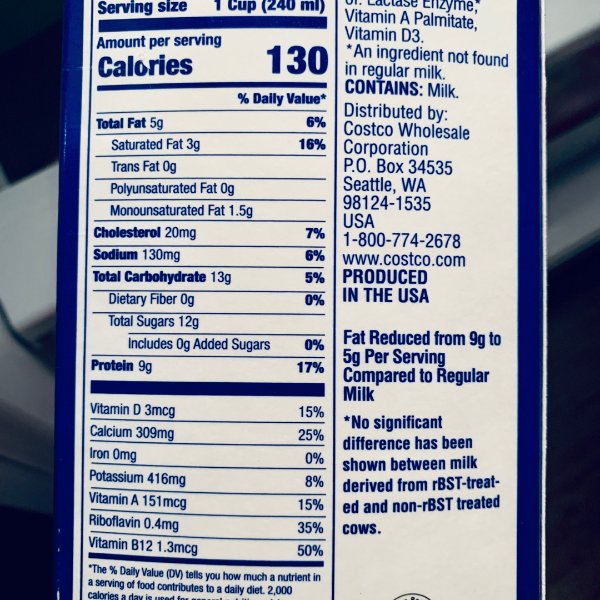 Serving size 1 Cup (240 ml)
Amount per serving
Calories 130
% Daily Value*
Total Fat 5g 6%
Saturated Fat 3g 16%
Trans Fat 0g
Polyunsaturated Fat 0g
Monounsaturated Fat 1.5g
Cholesterol 20mg 7%
Sodium 130mg 6%
Total Carbohydrate 13g 5%
Dietary Fiber 0g 0%
Total Sugars 12g
Includes 0g Added Sugars 0%
Protein 9g 17%
Vitamin D 3mcg 15%
Calcium 309mg 25%
Iron 0mg 0%
Potassium 416mg 8%
Vitamin A 151mcg 15%
Riboflavin 0.4mg 35%
Vitamin B12 1.3mcg 50%
*The % Daily Value (DV) tells you how much a nutrient in
a serving of food contributes to a daily diet. 2,000
calories a day is used for general
of: Lactase Enzyme,*
Vitamin A Palmitate,
Vitamin D3.
*An ingredient not found
in regular milk.
CONTAINS: Milk.
Distributed by:
Costco Wholesale
Corporation
P.O. Box 34535
Seattle, WA
98124-1535
USA
1-800-774-2678
www.costco.com
PRODUCED
IN THE USA
Fat Reduced from 9g to
5g Per Serving
Compared to Regular
Milk
*No significant
difference has been
shown between milk
derived from rBST-treat-
ed and non-rBST treated
cows.